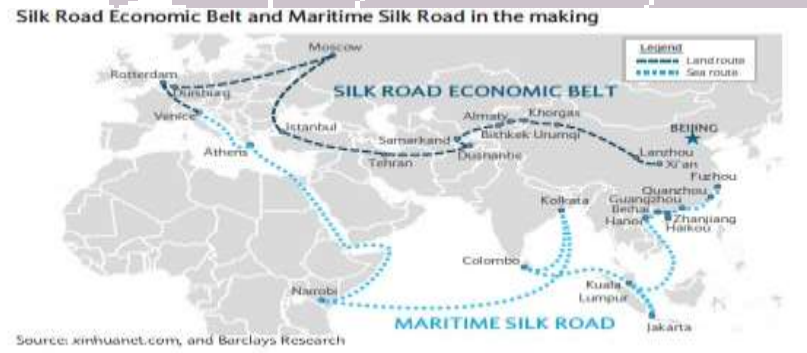 Silk Road Economic Belt and Maritime Silk Road in the making
Legend
Land route
Sea route
Moscow
Rotterdam
Duisburg
SILK ROAD ECONOMIC BELT
Venice
Almaty
Khorgas
Istanbul
Bishkek Urumqi
BEIJING
Samarkand
Athens
Tehran
Dushanbe
Lanzhou
Xi'an
Fuzhou
Quanzhou
Kolkata
Guangzhou
Beihai
Zhanjiang
Hanoi
Haikou
Colombo
Nairobi
Kuala
Lumpur
MARITIME SILK ROAD
Jakarta
Source: xinhuanet.com, and Barclays Research